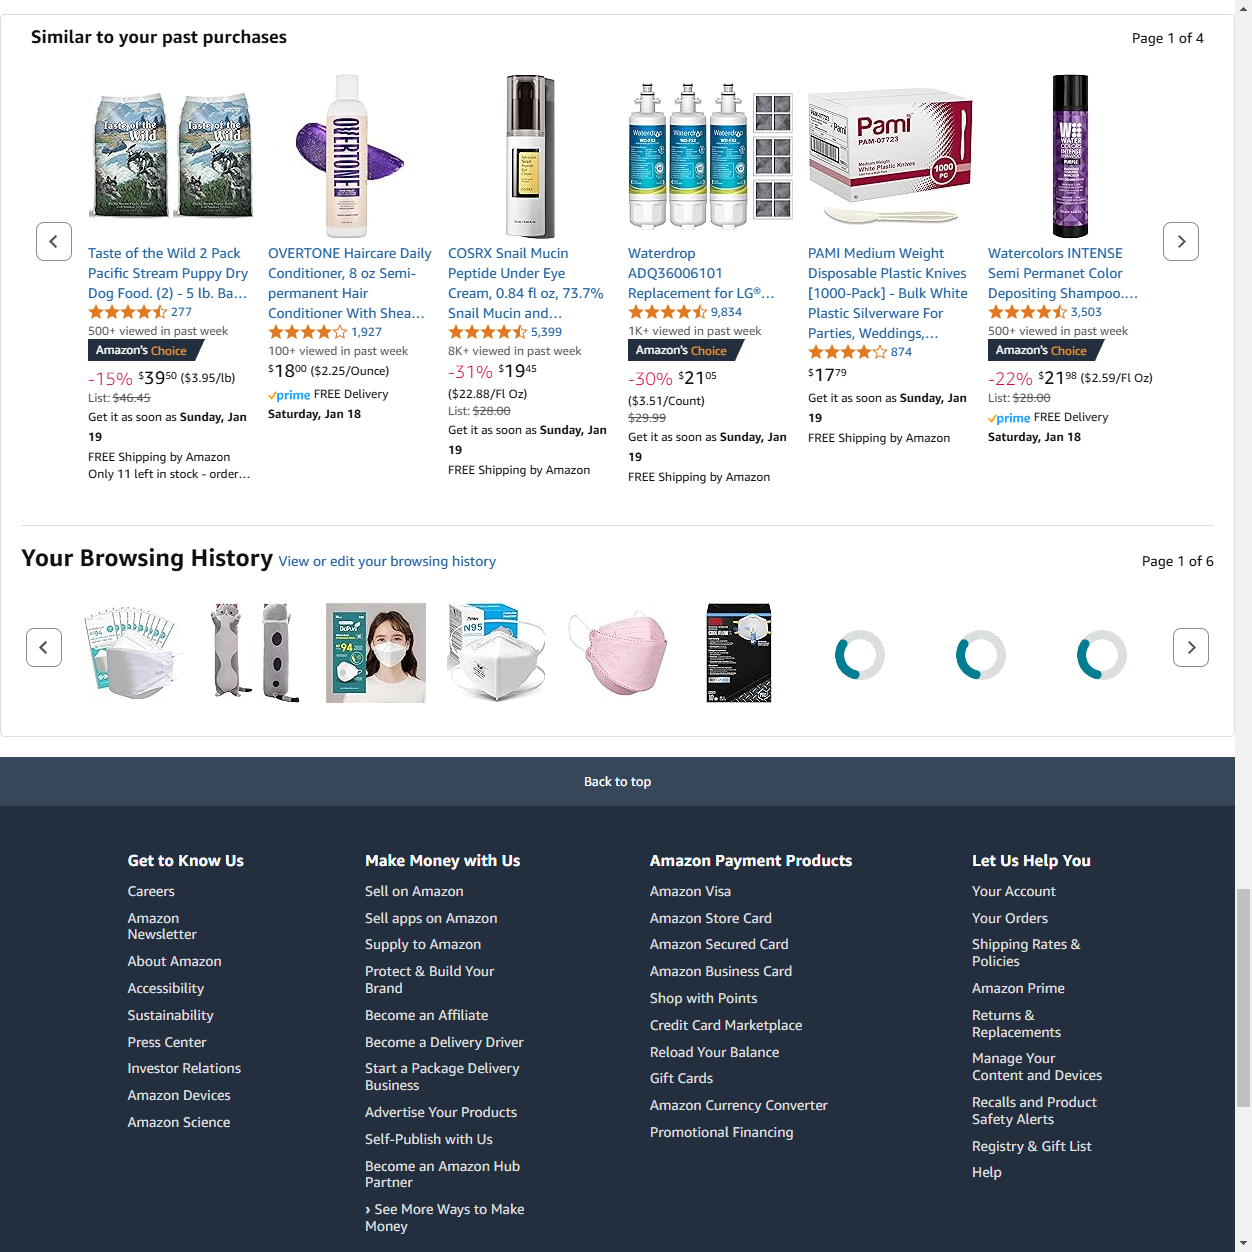 Similar to your past purchases
Page 1 of 4
Taste of the Wild 2 Pack
Pacific Stream Puppy Dry
Dog Food. (2) - 5 lb. Ba...
277
500+ viewed in past week
Amazon's Choice
-15% $39 50 ($3.95/lb)
List: $46.45
Get it as soon as Sunday, Jan
19
FREE Shipping by Amazon
Only 11 left in stock - order...
OVERTONE
OVERTONE Haircare Daily
Conditioner, 8 oz Semi-
permanent Hair
Conditioner With Shea...
1,927
100+ viewed in past week
$18 00 ($2.25/Ounce)
prime FREE Delivery
Saturday, Jan 18
COSRX Snail Mucin
Peptide Under Eye
Cream, 0.84 fl oz, 73.7%
Snail Mucin and...
5,399
8K+ viewed in past week
-31% $19 45
($22.88/Fl Oz)
List: $28.00
Get it as soon as Sunday, Jan
19
FREE Shipping by Amazon
Waterdrop
ADQ36006101
Replacement for LG®...
9,834
1K+ viewed in past week
Amazon's Choice
-30% $21 05
($3.51/Count)
$29.99
Get it as soon as Sunday, Jan
19
FREE Shipping by Amazon
Pami
PAM-07723
Medium Weight
White Plastic Knives
1000
PC
PAMI Medium Weight
Disposable Plastic Knives
[1000-Pack] - Bulk White
Plastic Silverware For
Parties, Weddings,...
874
$17 79
Get it as soon as Sunday, Jan
19
FREE Shipping by Amazon
Watercolors INTENSE
Semi Permanet Color
Depositing Shampoo....
3,503
500+ viewed in past week
Amazon's Choice
-22% $21 98 ($2.59/Fl Oz)
List: $28.00
prime FREE Delivery
Saturday, Jan 18
Your Browsing History View or edit your browsing history
Page 1 of 6
N95
Back to top
Get to Know Us
Careers
Amazon
Newsletter
About Amazon
Accessibility
Sustainability
Press Center
Investor Relations
Amazon Devices
Amazon Science
Make Money with Us
Sell on Amazon
Sell apps on Amazon
Supply to Amazon
Protect & Build Your
Brand
Become an Affiliate
Become a Delivery Driver
Start a Package Delivery
Business
Advertise Your Products
Self-Publish with Us
Become an Amazon Hub
Partner
› See More Ways to Make
Money
Amazon Payment Products
Amazon Visa
Amazon Store Card
Amazon Secured Card
Amazon Business Card
Shop with Points
Credit Card Marketplace
Reload Your Balance
Gift Cards
Amazon Currency Converter
Promotional Financing
Let Us Help You
Your Account
Your Orders
Shipping Rates &
Policies
Amazon Prime
Returns &
Replacements
Manage Your
Content and Devices
Recalls and Product
Safety Alerts
Registry & Gift List
Help